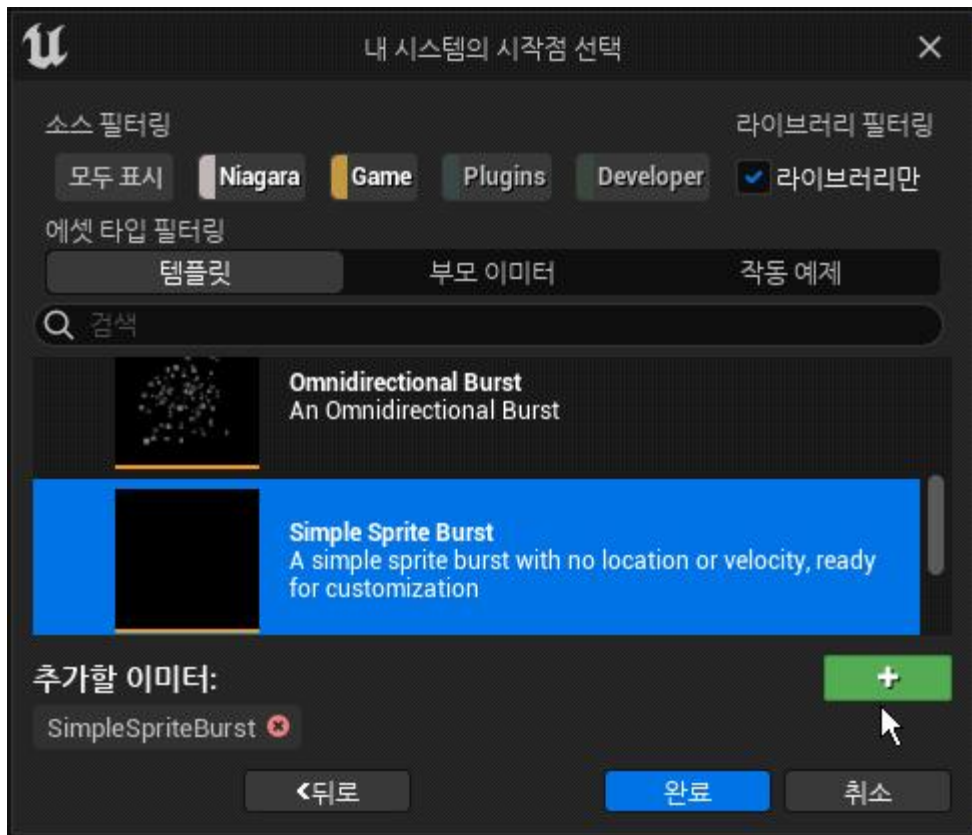 내 시스템의 시작점 선택
소스 필터링 라이브러리 필터링
모두 표시 Niagara Game Plugins Developer 라이브러리만
에셋 타입 필터링
템플릿 부모 이미터 작동 예제
검색
Omnidirectional Burst
An Omnidirectional Burst
Simple Sprite Burst
A simple sprite burst with no location or velocity, ready
for customization
추가할 이미터:
SimpleSpriteBurst
<뒤로 완료 취소